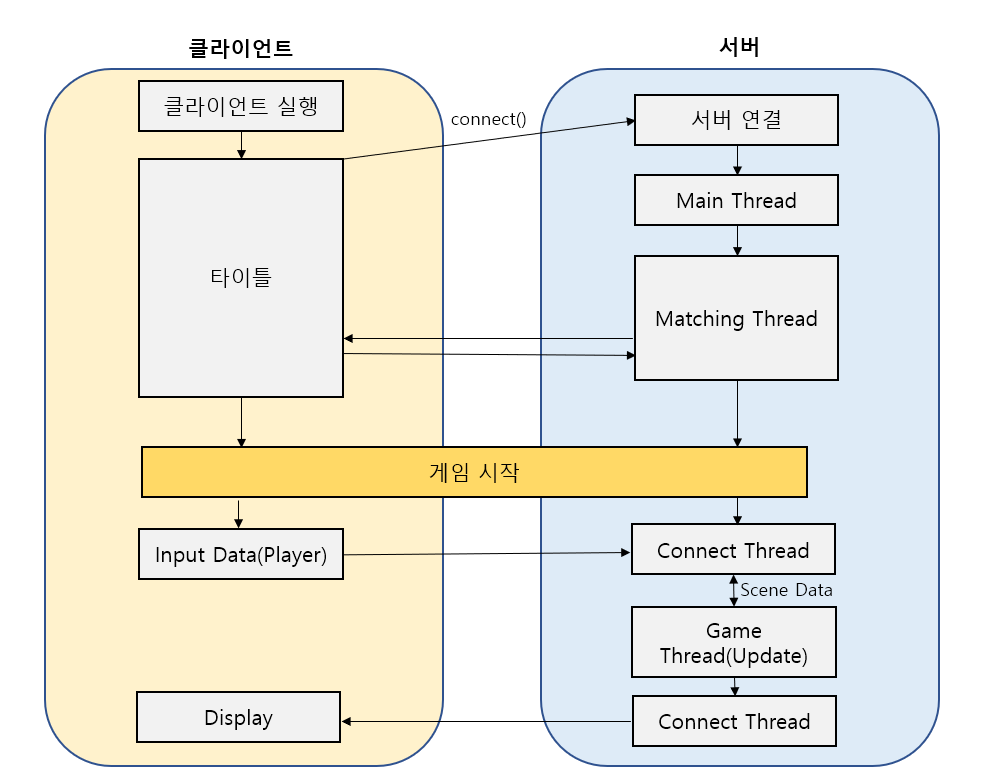 클라이언트
서버
클라이언트 실행
connect()
서버 연결
Main Thread
타이틀
Matching Thread
게임 시작
Input Data(Player)
Connect Thread
Scene Data
Game
Thread(Update)
Display
Connect Thread